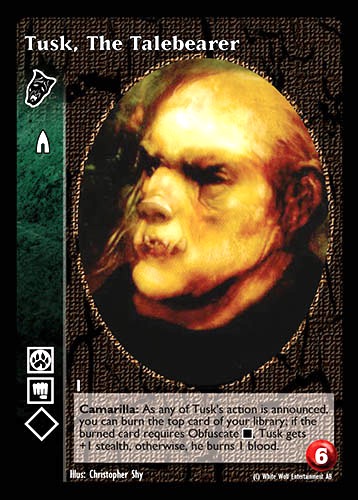 Tusk, The Talebearer
1
Camarilla: As any of Tusk's action is announced,
you can burn the top card of your library; if the
burned card requires Obfuscate , Tusk gets
+1 stealth, otherwise, he burns 1 blood.
6
Illus: Christopher Shy
(C) White Wolf Entertainment AB